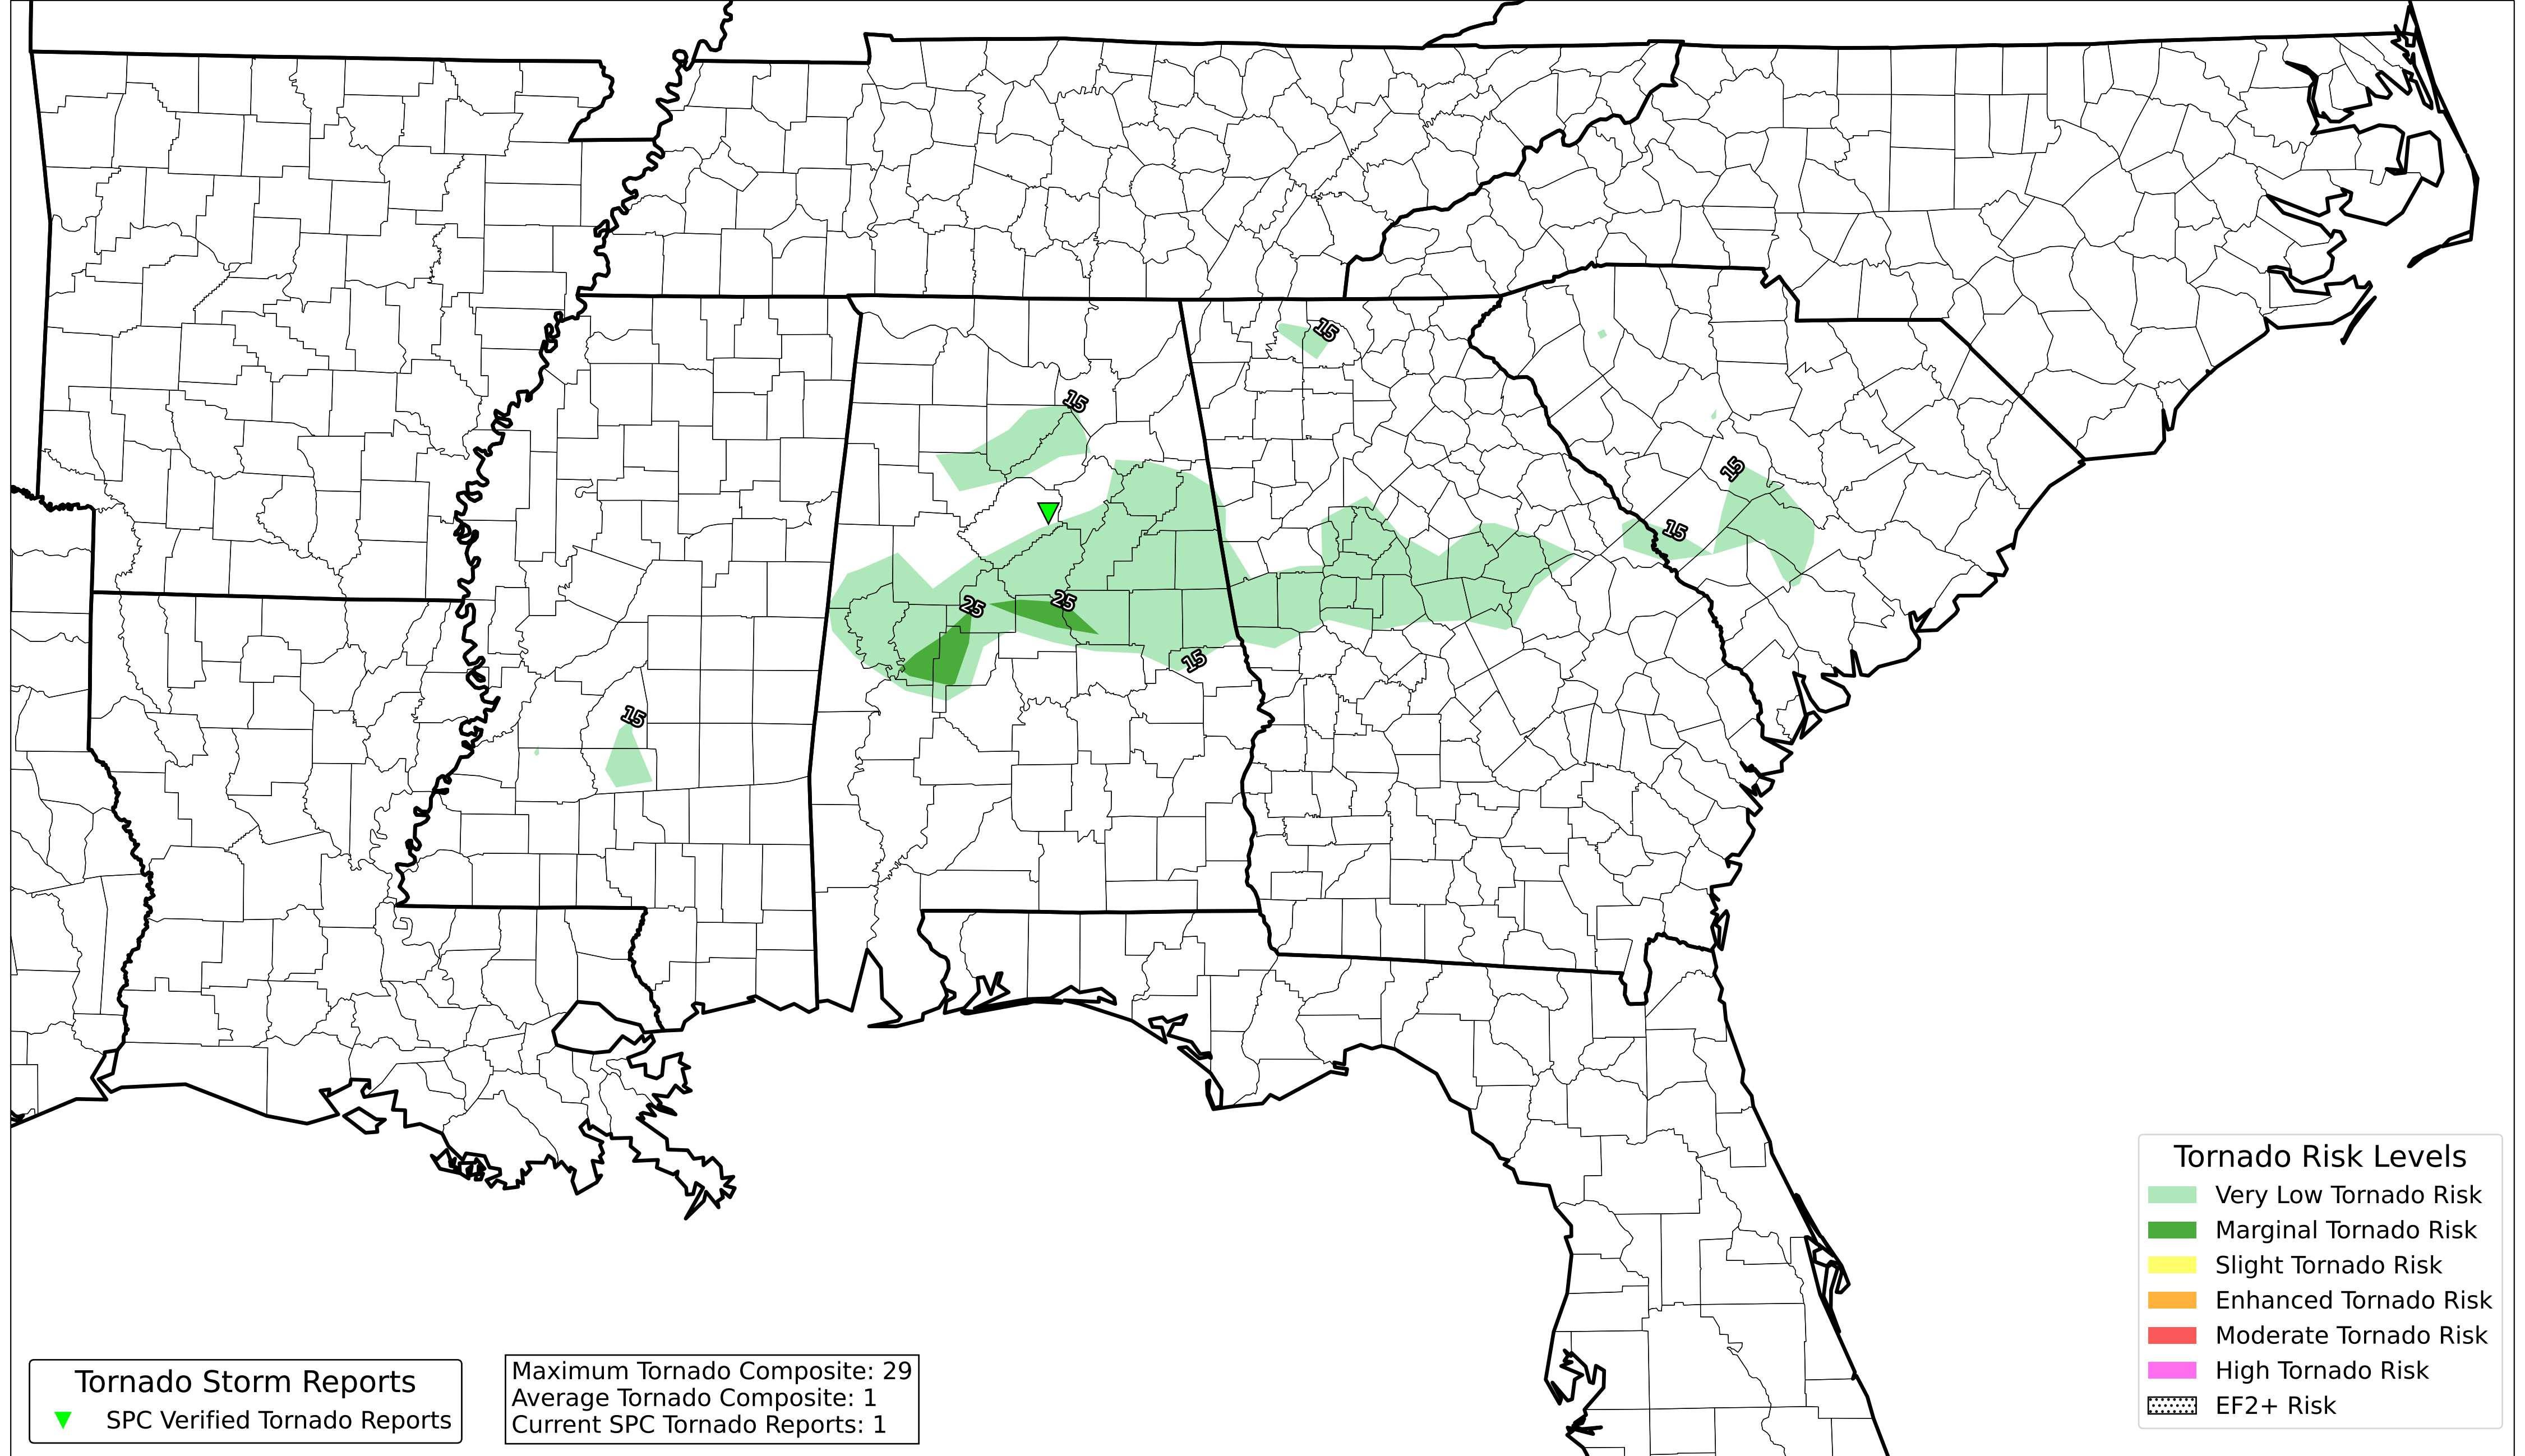 15
15
15
15
25
25
15
15
Tornado Risk Levels
Very Low Tornado Risk
Marginal Tornado Risk
Slight Tornado Risk
Enhanced Tornado Risk
Moderate Tornado Risk
High Tornado Risk
EF2+ Risk
Tornado Storm Reports
SPC Verified Tornado Reports
Maximum Tornado Composite: 29
Average Tornado Composite: 1
Current SPC Tornado Reports: 1